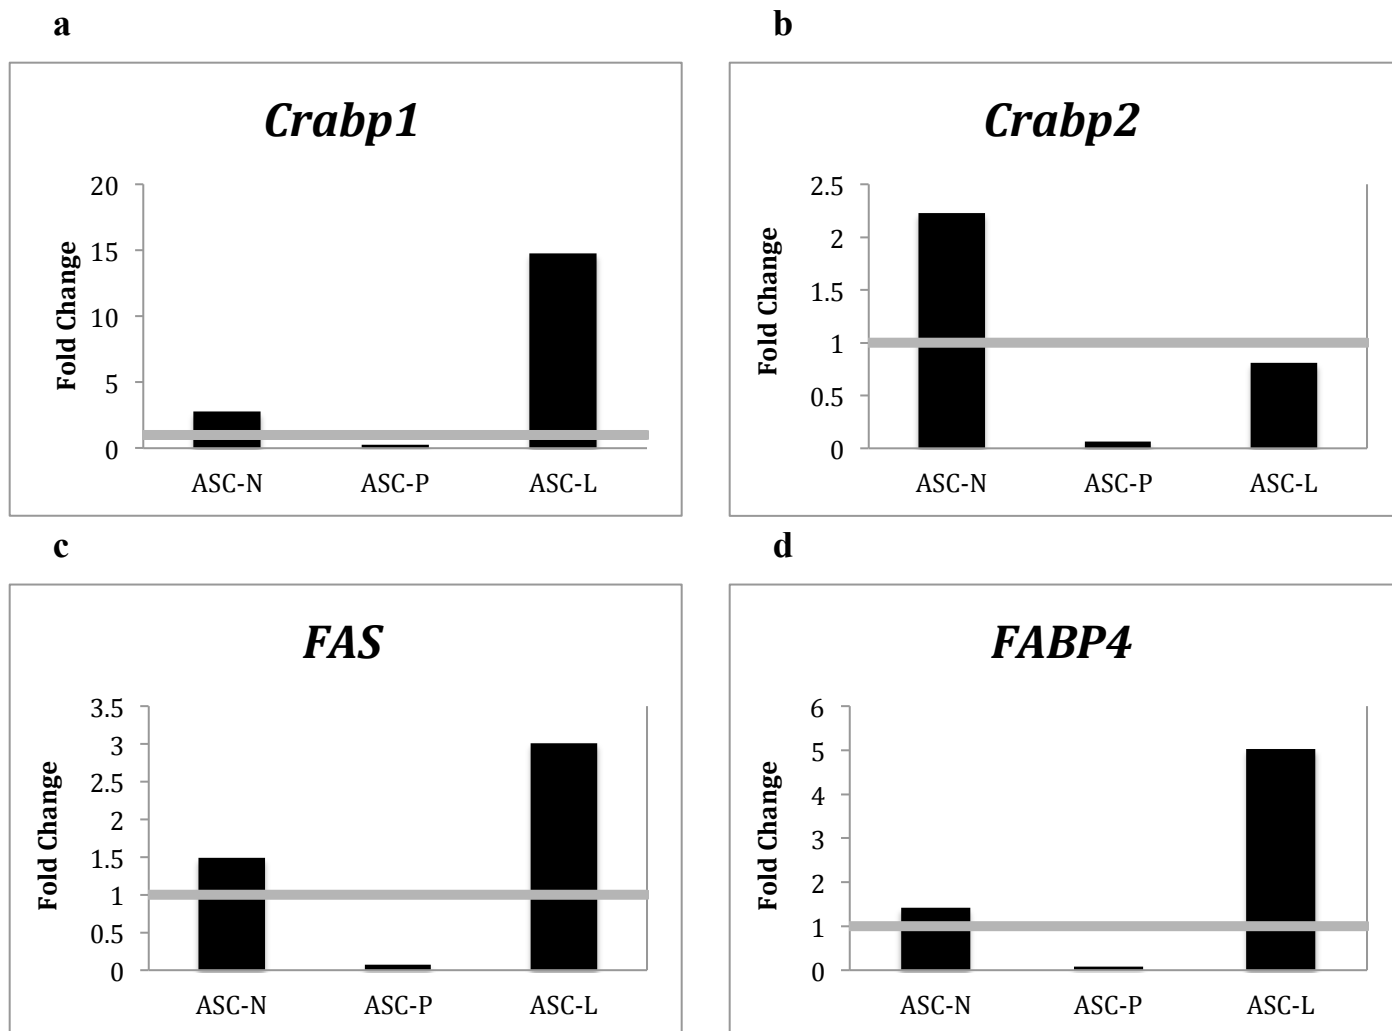 a
Crabp1
Fold Change
20
15
10
5
0
ASC-N ASC-P ASC-L
b
Crabp2
Fold Change
2.5
2
1.5
1
0.5
0
ASC-N ASC-P ASC-L
c
FAS
Fold Change
3.5
3
2.5
2
1.5
1
0.5
0
ASC-N ASC-P ASC-L
d
FABP4
Fold Change
6
5
4
3
2
1
0
ASC-N ASC-P ASC-L